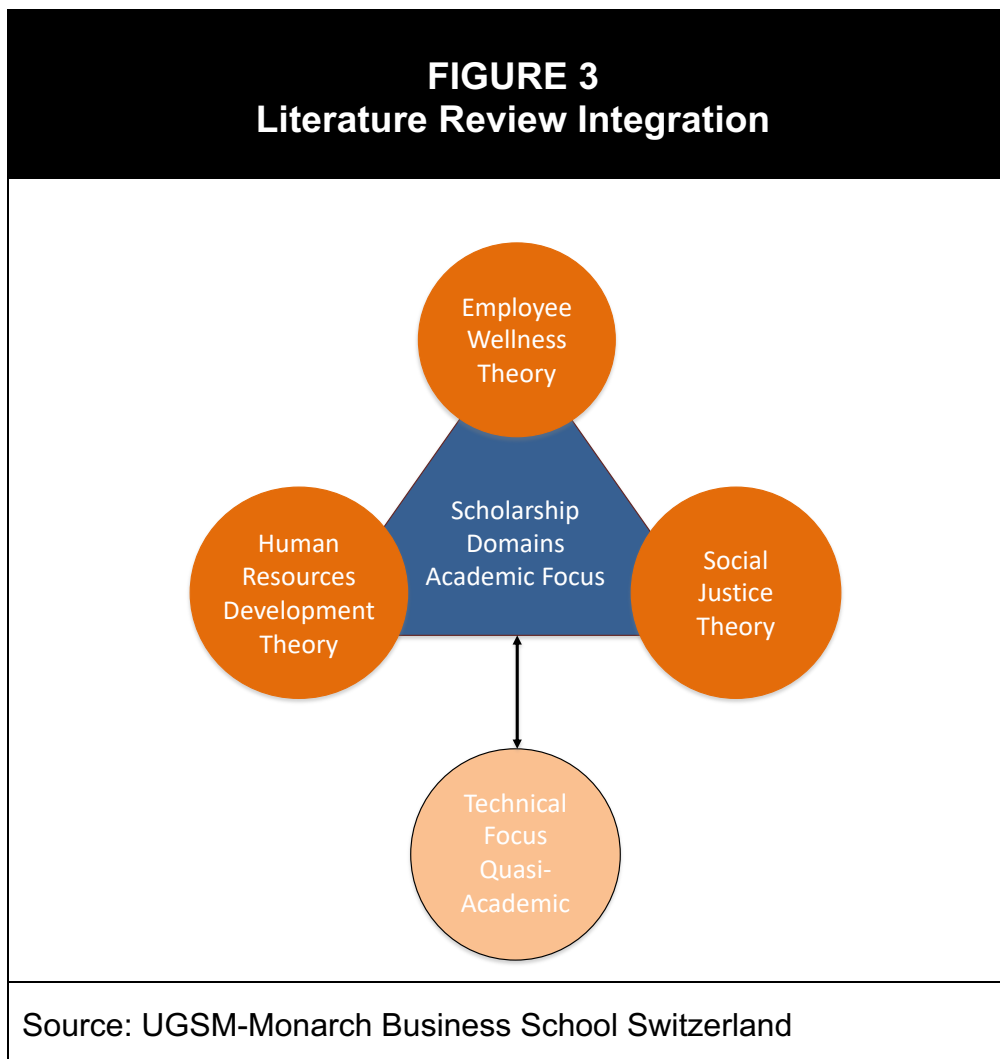 FIGURE 3
Literature Review Integration
Employee
Wellness
Theory
Scholarship
Domains
Academic Focus
Human
Resources
Development
Theory
Social
Justice
Theory
Technical
Focus
Quasi-
Academic
Source: UGSM-Monarch Business School Switzerland